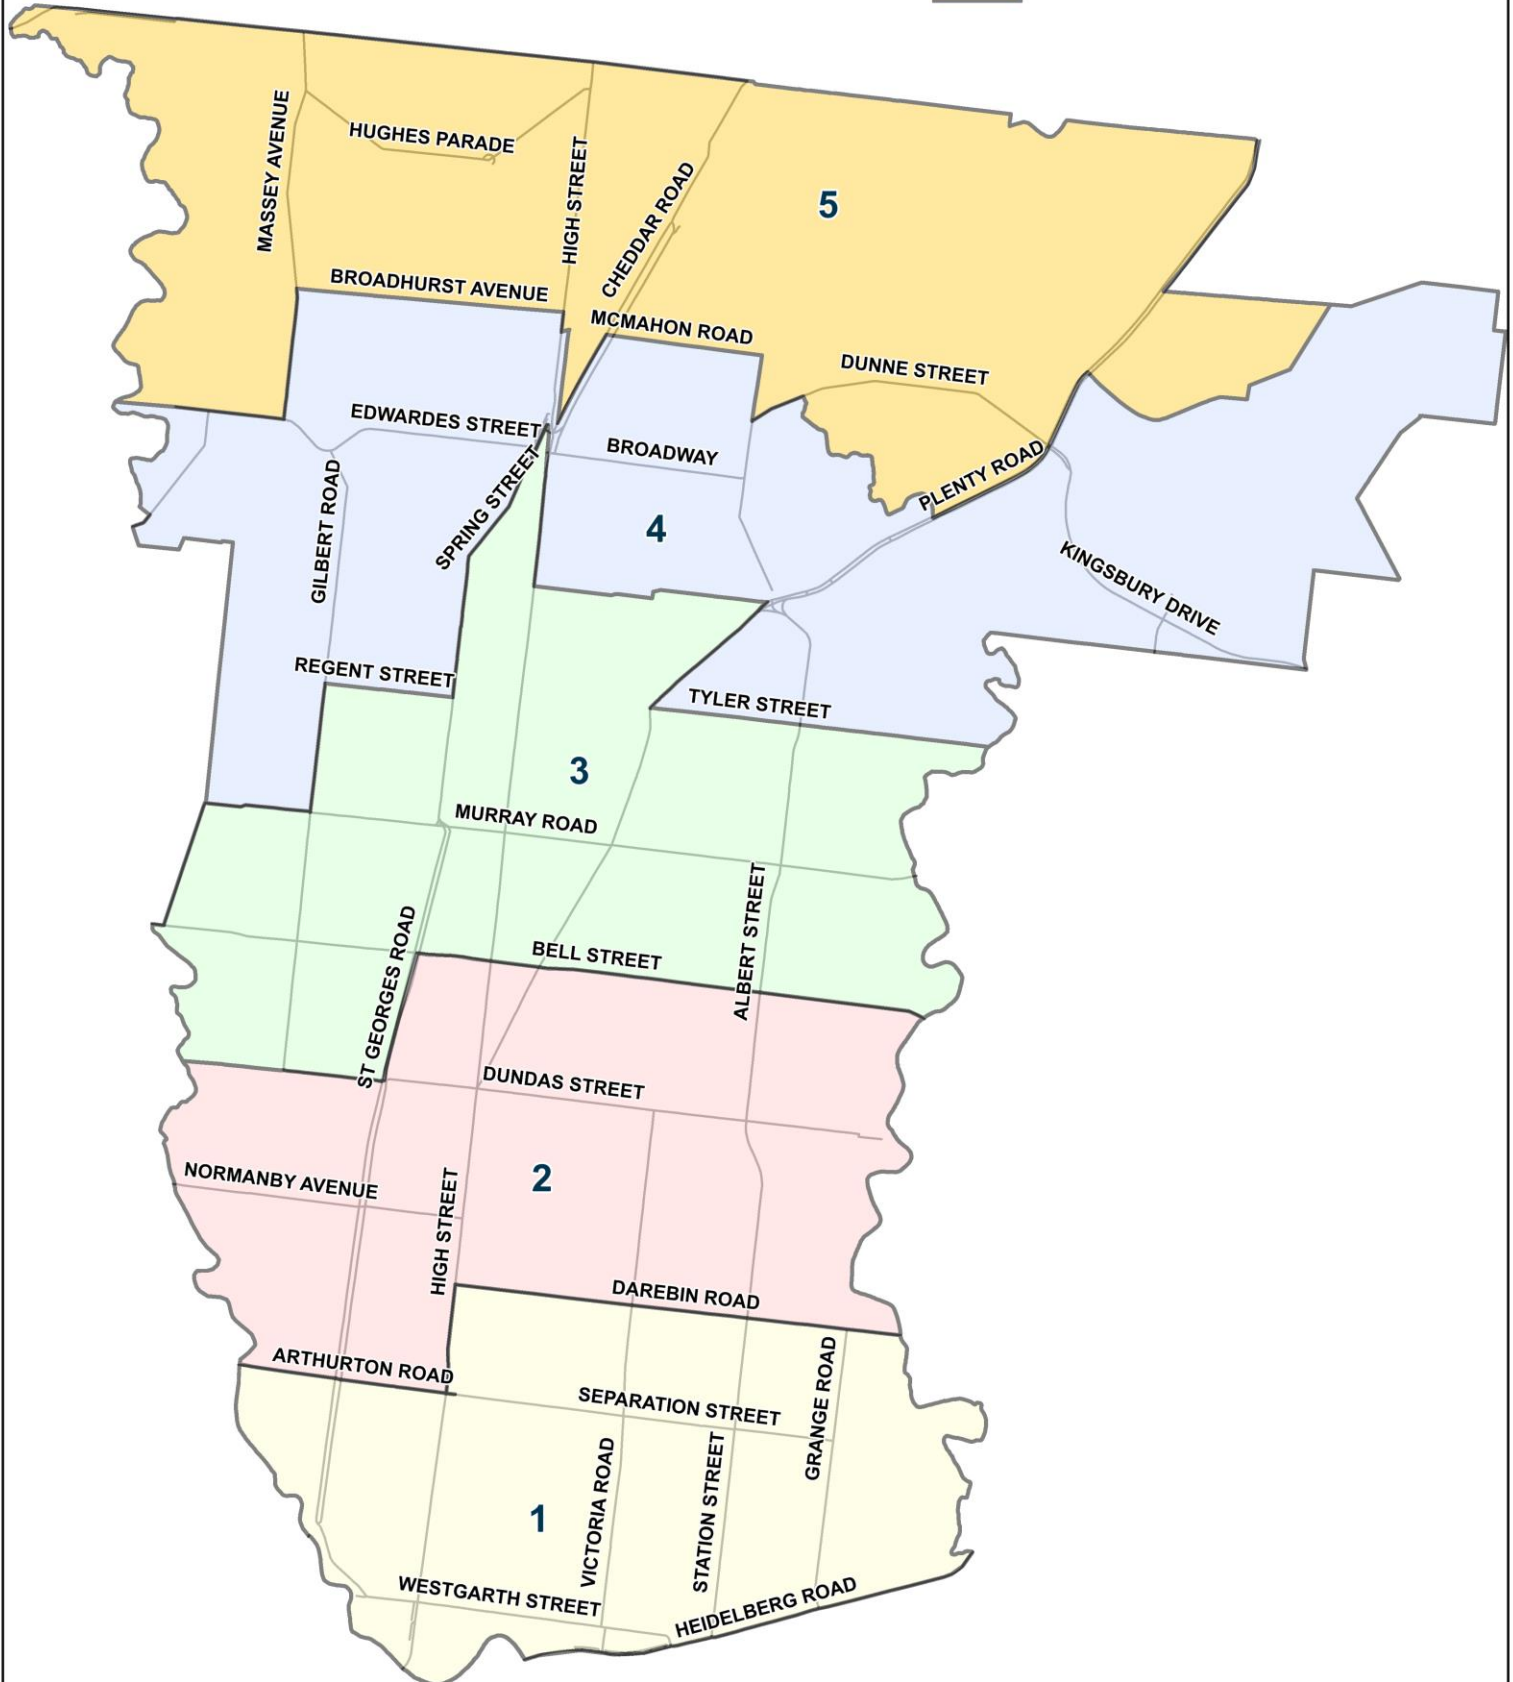 MASSEY AVENUE
HUGHES PARADE
HIGH STREET
CHEDDAR ROAD
5
BROADHURST AVENUE
MCMAHON ROAD
DUNNE STREET
EDWARDES STREET
BROADWAY
PLENTY ROAD
SPRING STREET
GILBERT ROAD
4
KINGSBURY DRIVE
REGENT STREET
TYLER STREET
3
MURRAY ROAD
ALBERT STREET
BELL STREET
ST GEORGES ROAD
DUNDAS STREET
NORMANBY AVENUE
2
HIGH STREET
DAREBIN ROAD
ARTHURTON ROAD
SEPARATION STREET
GRANGE ROAD
VICTORIA ROAD
STATION STREET
1
WESTGARTH STREET
HEIDELBERG ROAD